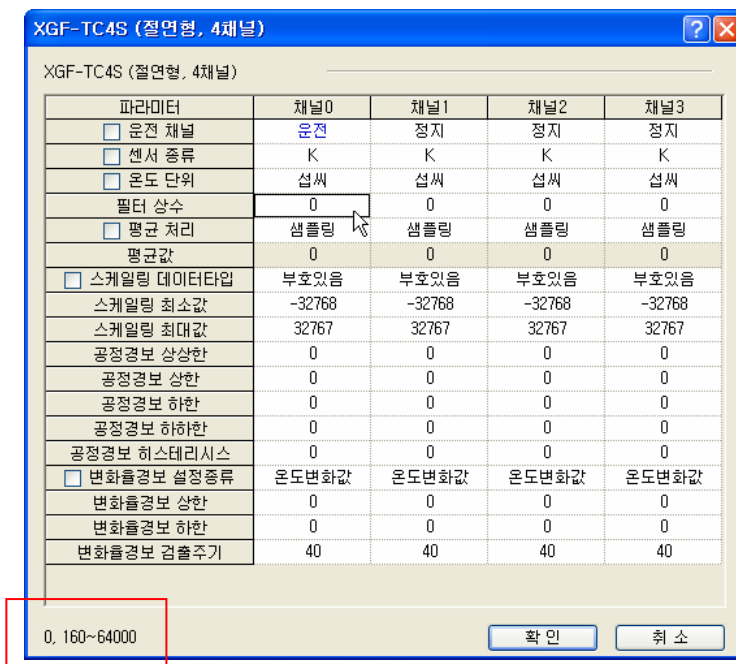 XGF-TC4S (절연형, 4채널)
XGF-TC4S (절연형, 4채널)
파라미터 채널0 채널1 채널2 채널3
운전 채널 운전 정지 정지 정지
센서 종류 K K K K
온도 단위 섭씨 섭씨 섭씨 섭씨
필터 상수 0 0 0 0
평균 처리 샘플링 샘플링 샘플링 샘플링
평균값 0 0 0 0
스케일링 데이터타입 부호있음 부호있음 부호있음 부호있음
스케일링 최소값 -32768 -32768 -32768 -32768
스케일링 최대값 32767 32767 32767 32767
공정경보 상상한 0 0 0 0
공정경보 상한 0 0 0 0
공정경보 하한 0 0 0 0
공정경보 하하한 0 0 0 0
공정경보 히스테리시스 0 0 0 0
변화율경보 설정종류 온도변화값 온도변화값 온도변화값 온도변화값
변화율경보 상한 0 0 0 0
변화율경보 하한 0 0 0 0
변화율경보 검출주기 40 40 40 40
0, 160~64000 확인 취소